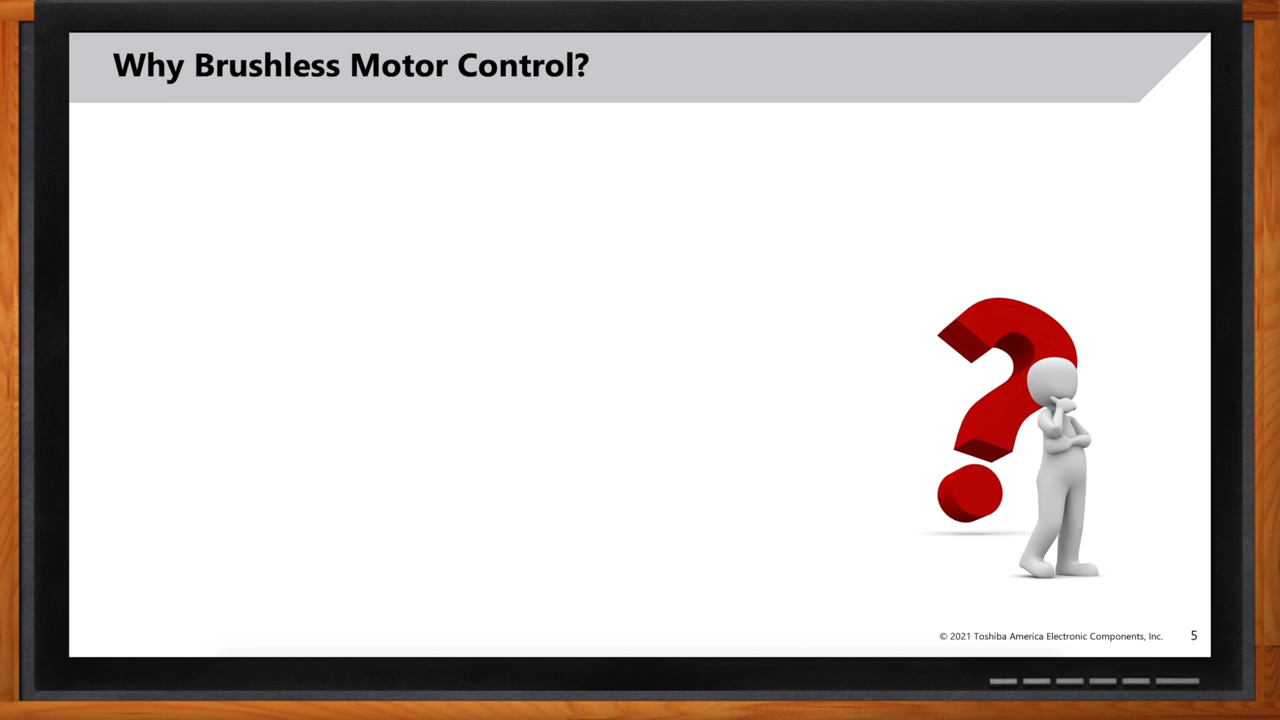 Why Brushless Motor Control?
© 2021 Toshiba America Electronic Components, Inc.
5